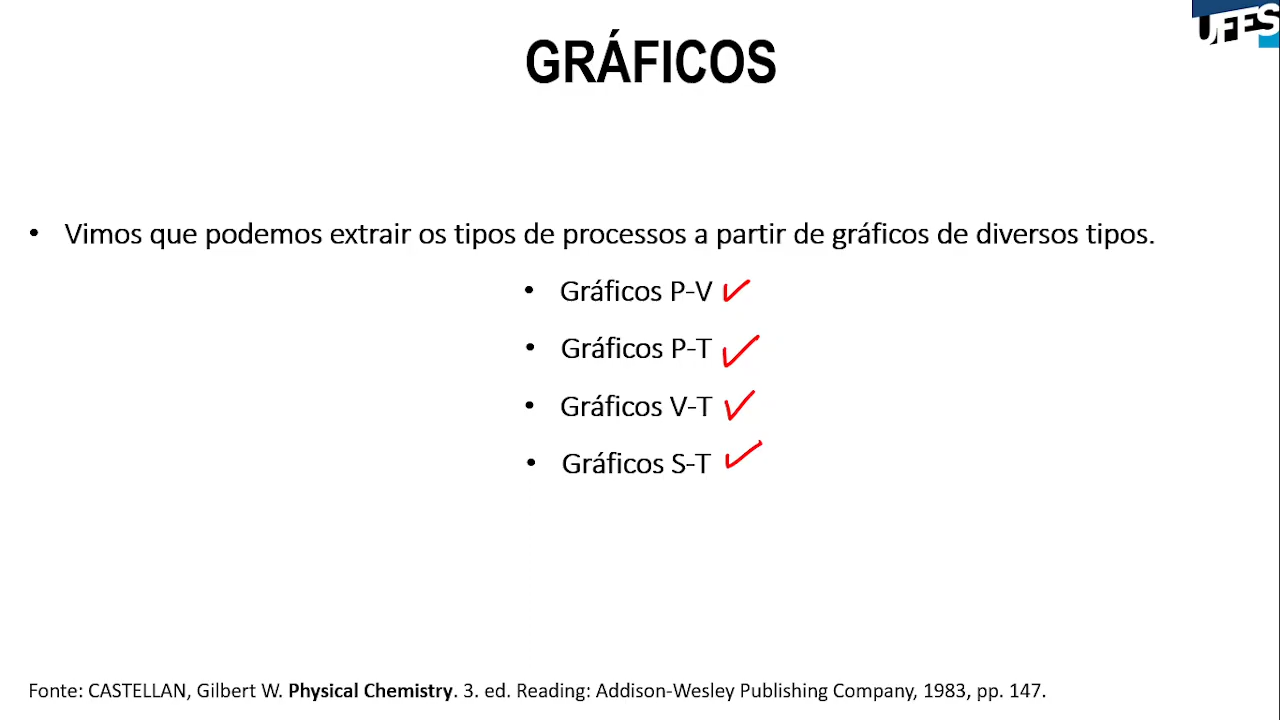 UFES
GRÁFICOS
• Vimos que podemos extrair os tipos de processos a partir de gráficos de diversos tipos.
• Gráficos P-V
• Gráficos P-T
• Gráficos V-T
• Gráficos S-T
Fonte: CASTELLAN, Gilbert W. Physical Chemistry. 3. ed. Reading: Addison-Wesley Publishing Company, 1983, pp. 147.